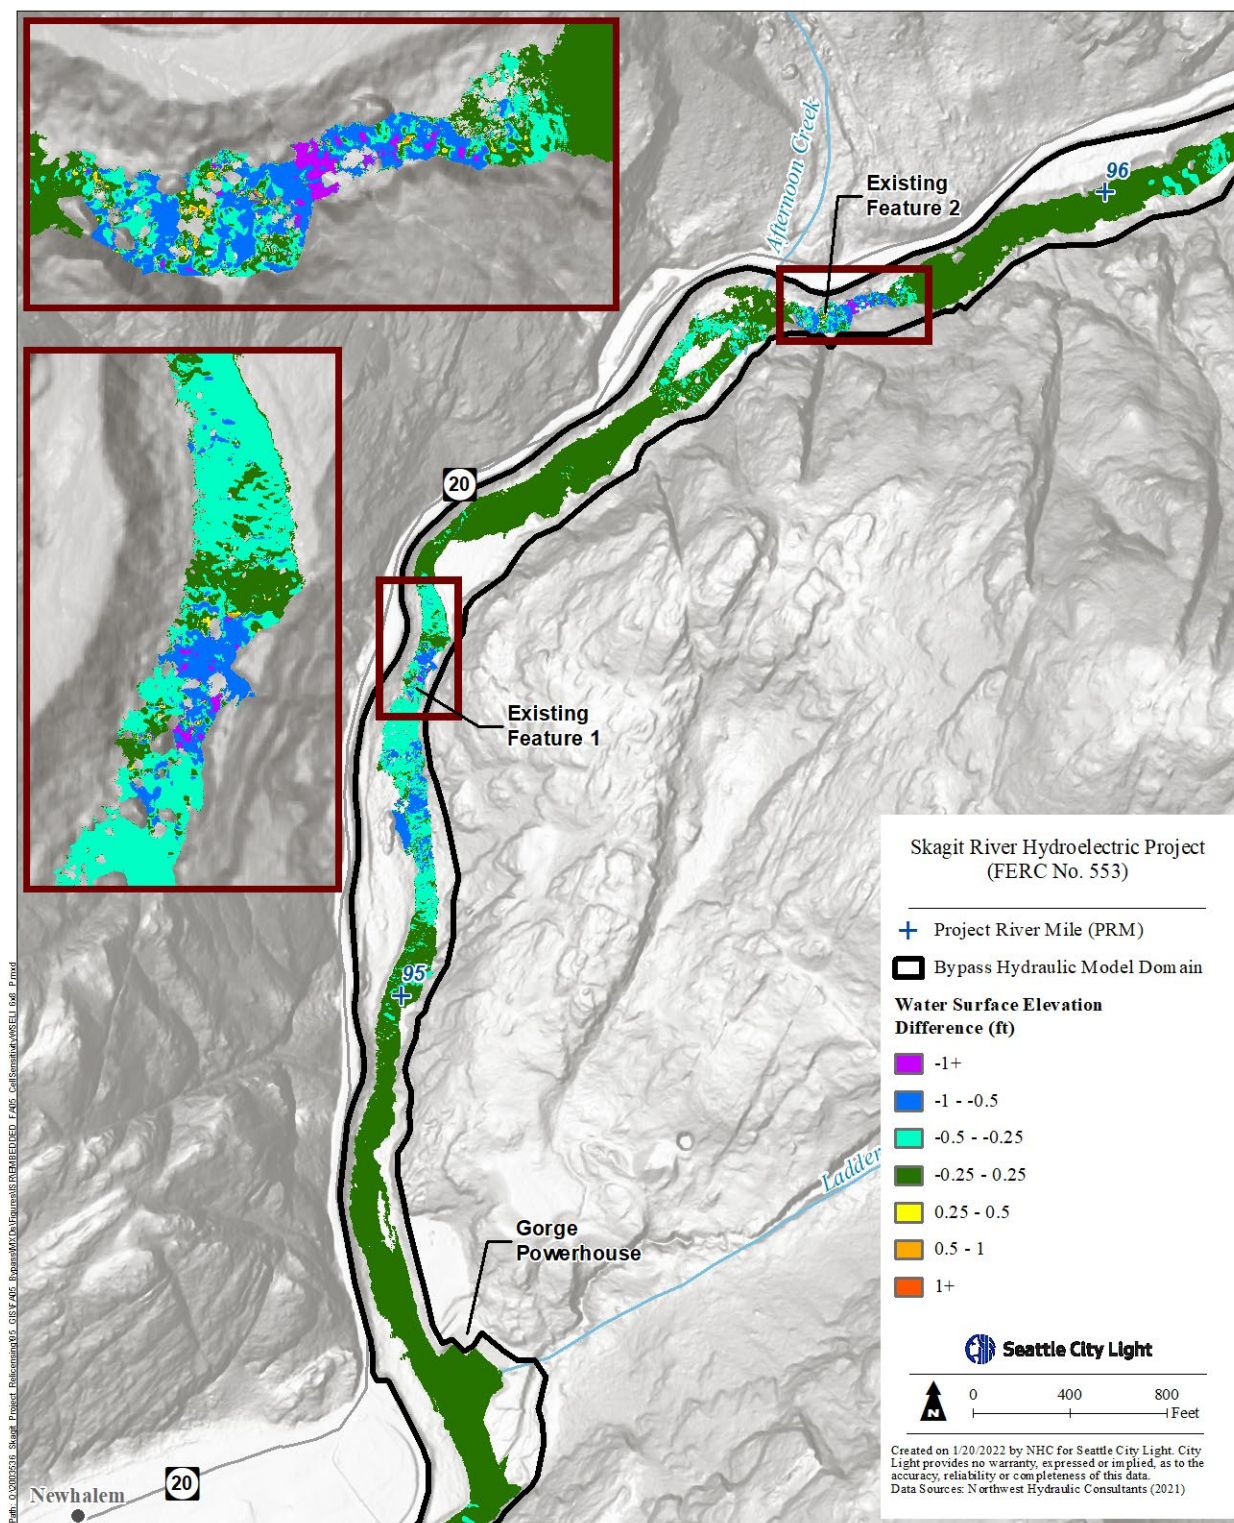 Afternoon Creek
Existing
Feature 2
96
20
Existing
Feature 1
95
Gorge
Powerhouse
Ladder
20
Newhalem
Skagit River Hydroelectric Project
(FERC No. 553)
Project River Mile (PRM)
Bypass Hydraulic Model Domain
Water Surface Elevation
Difference (ft)
-1+
-1 - -0.5
-0.5 - -0.25
-0.25 - 0.25
0.25 - 0.5
0.5 - 1
1+
Seattle City Light
N
0 400 800
Feet
Created on 1/20/2022 by NHC for Seattle City Light. City
Light provides no warranty, expressed or implied, as to the
accuracy, reliability or completeness of this data.
Data Sources: Northwest Hydraulic Consultants (2021)